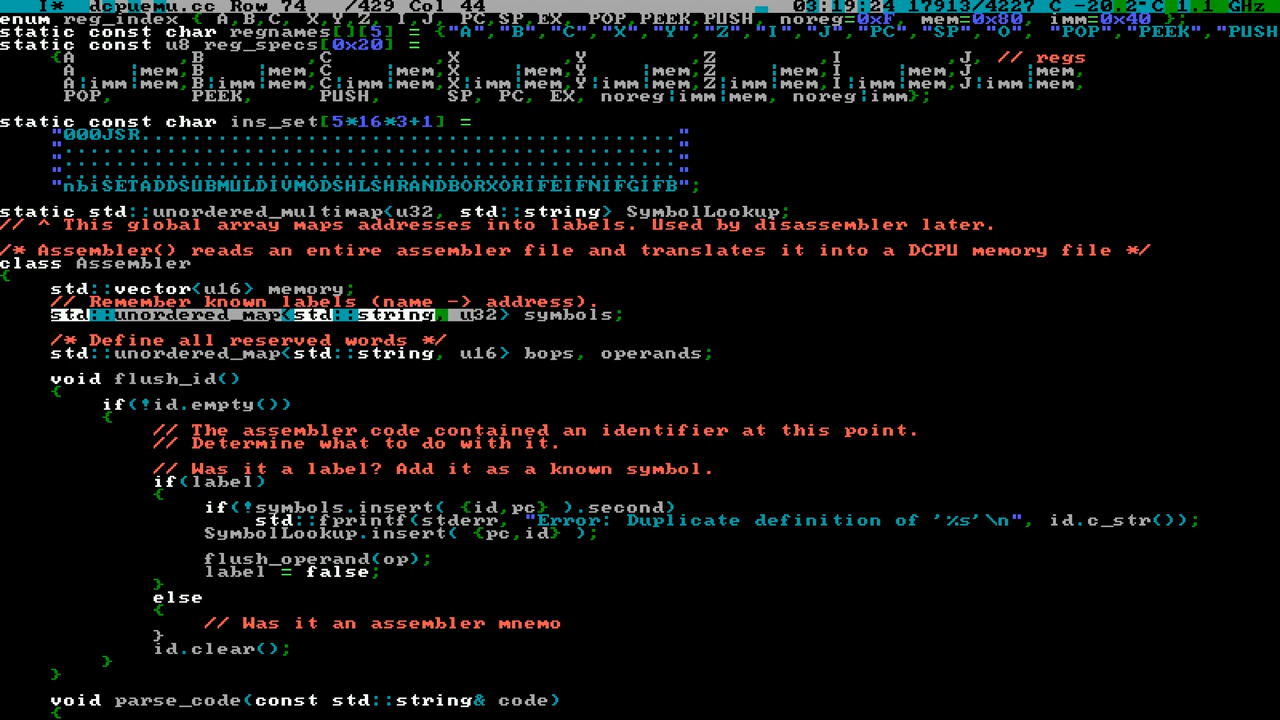 I*   dcpuemu.cc Row 74    /429 Col 44                        03:19:24 17913/4227 C -20.2°C 1.1 GHz
enum reg_index { A,B,C, X,Y,Z, I,J, PC,SP,EX, POP,PEEK,PUSH, noreg=0xF, mem=0x80, imm=0x40 };
static const char regnames[][5] = {"A","B","C","X","Y","Z","I","J","PC","SP","O", "POP","PEEK","PUSH
static const u8 reg_specs[0x20] =
    {A        ,B        ,C        ,X        ,Y        ,Z        ,I        ,J, // regs
     A    |mem,B    |mem,C    |mem,X    |mem,Y    |mem,Z    |mem,I    |mem,J    |mem,
     A|imm|mem,B|imm|mem,C|imm|mem,X|imm|mem,Y|imm|mem,Z|imm|mem,I|imm|mem,J|imm|mem,
     POP,      PEEK,     PUSH,     SP, PC, EX, noreg|imm|mem, noreg|imm};
static const char ins_set[5*16*3+1] =
    "000JSR..........................................
    "................................................"
    "................................................"
    "................................................"
    "nbiSETADDSUBMULDIVMODSHLSHRANDBORXORIFEIFNIFGIFB";
static std::unordered_multimap<u32, std::string> SymbolLookup;
// ^ This global array maps addresses into labels. Used by disassembler later.
/* Assembler() reads an entire assembler file and translates it into a DCPU memory file */
class Assembler
{
    std::vector<u16> memory;
    // Remember known labels (name -> address).
    std::unordered_map<std::string, u32> symbols;
    /* Define all reserved words */
    std::unordered_map<std::string, u16> bops, operands;
    void flush_id()
    {
        if(!id.empty())
        {
            // The assembler code contained an identifier at this point.
            // Determine what to do with it.
            // Was it a label? Add it as a known symbol.
            if(label)
            {
                if(!symbols.insert( {id,pc} ).second)
                    std::fprintf(stderr, "Error: Duplicate definition of '%s'\n", id.c_str());
                SymbolLookup.insert( {pc,id} );
                flush_operand(op);
                label = false;
            }
            else
            {
                // Was it an assembler mnemo
            }
            id.clear();
        }
    }
    void parse_code(const std::string& code)
    {